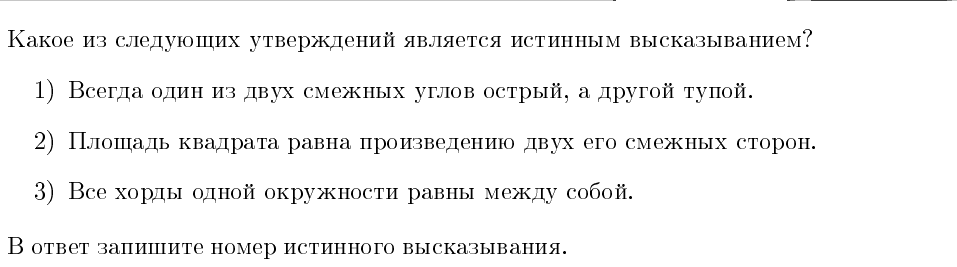 Какое из следующих утверждений является истинным высказыванием?
1) Всегда один из двух смежных углов острый, а другой тупой.
2) Площадь квадрата равна произведению двух его смежных сторон.
3) Все хорды одной окружности равны между собой.
В ответ запишите номер истинного высказывания.